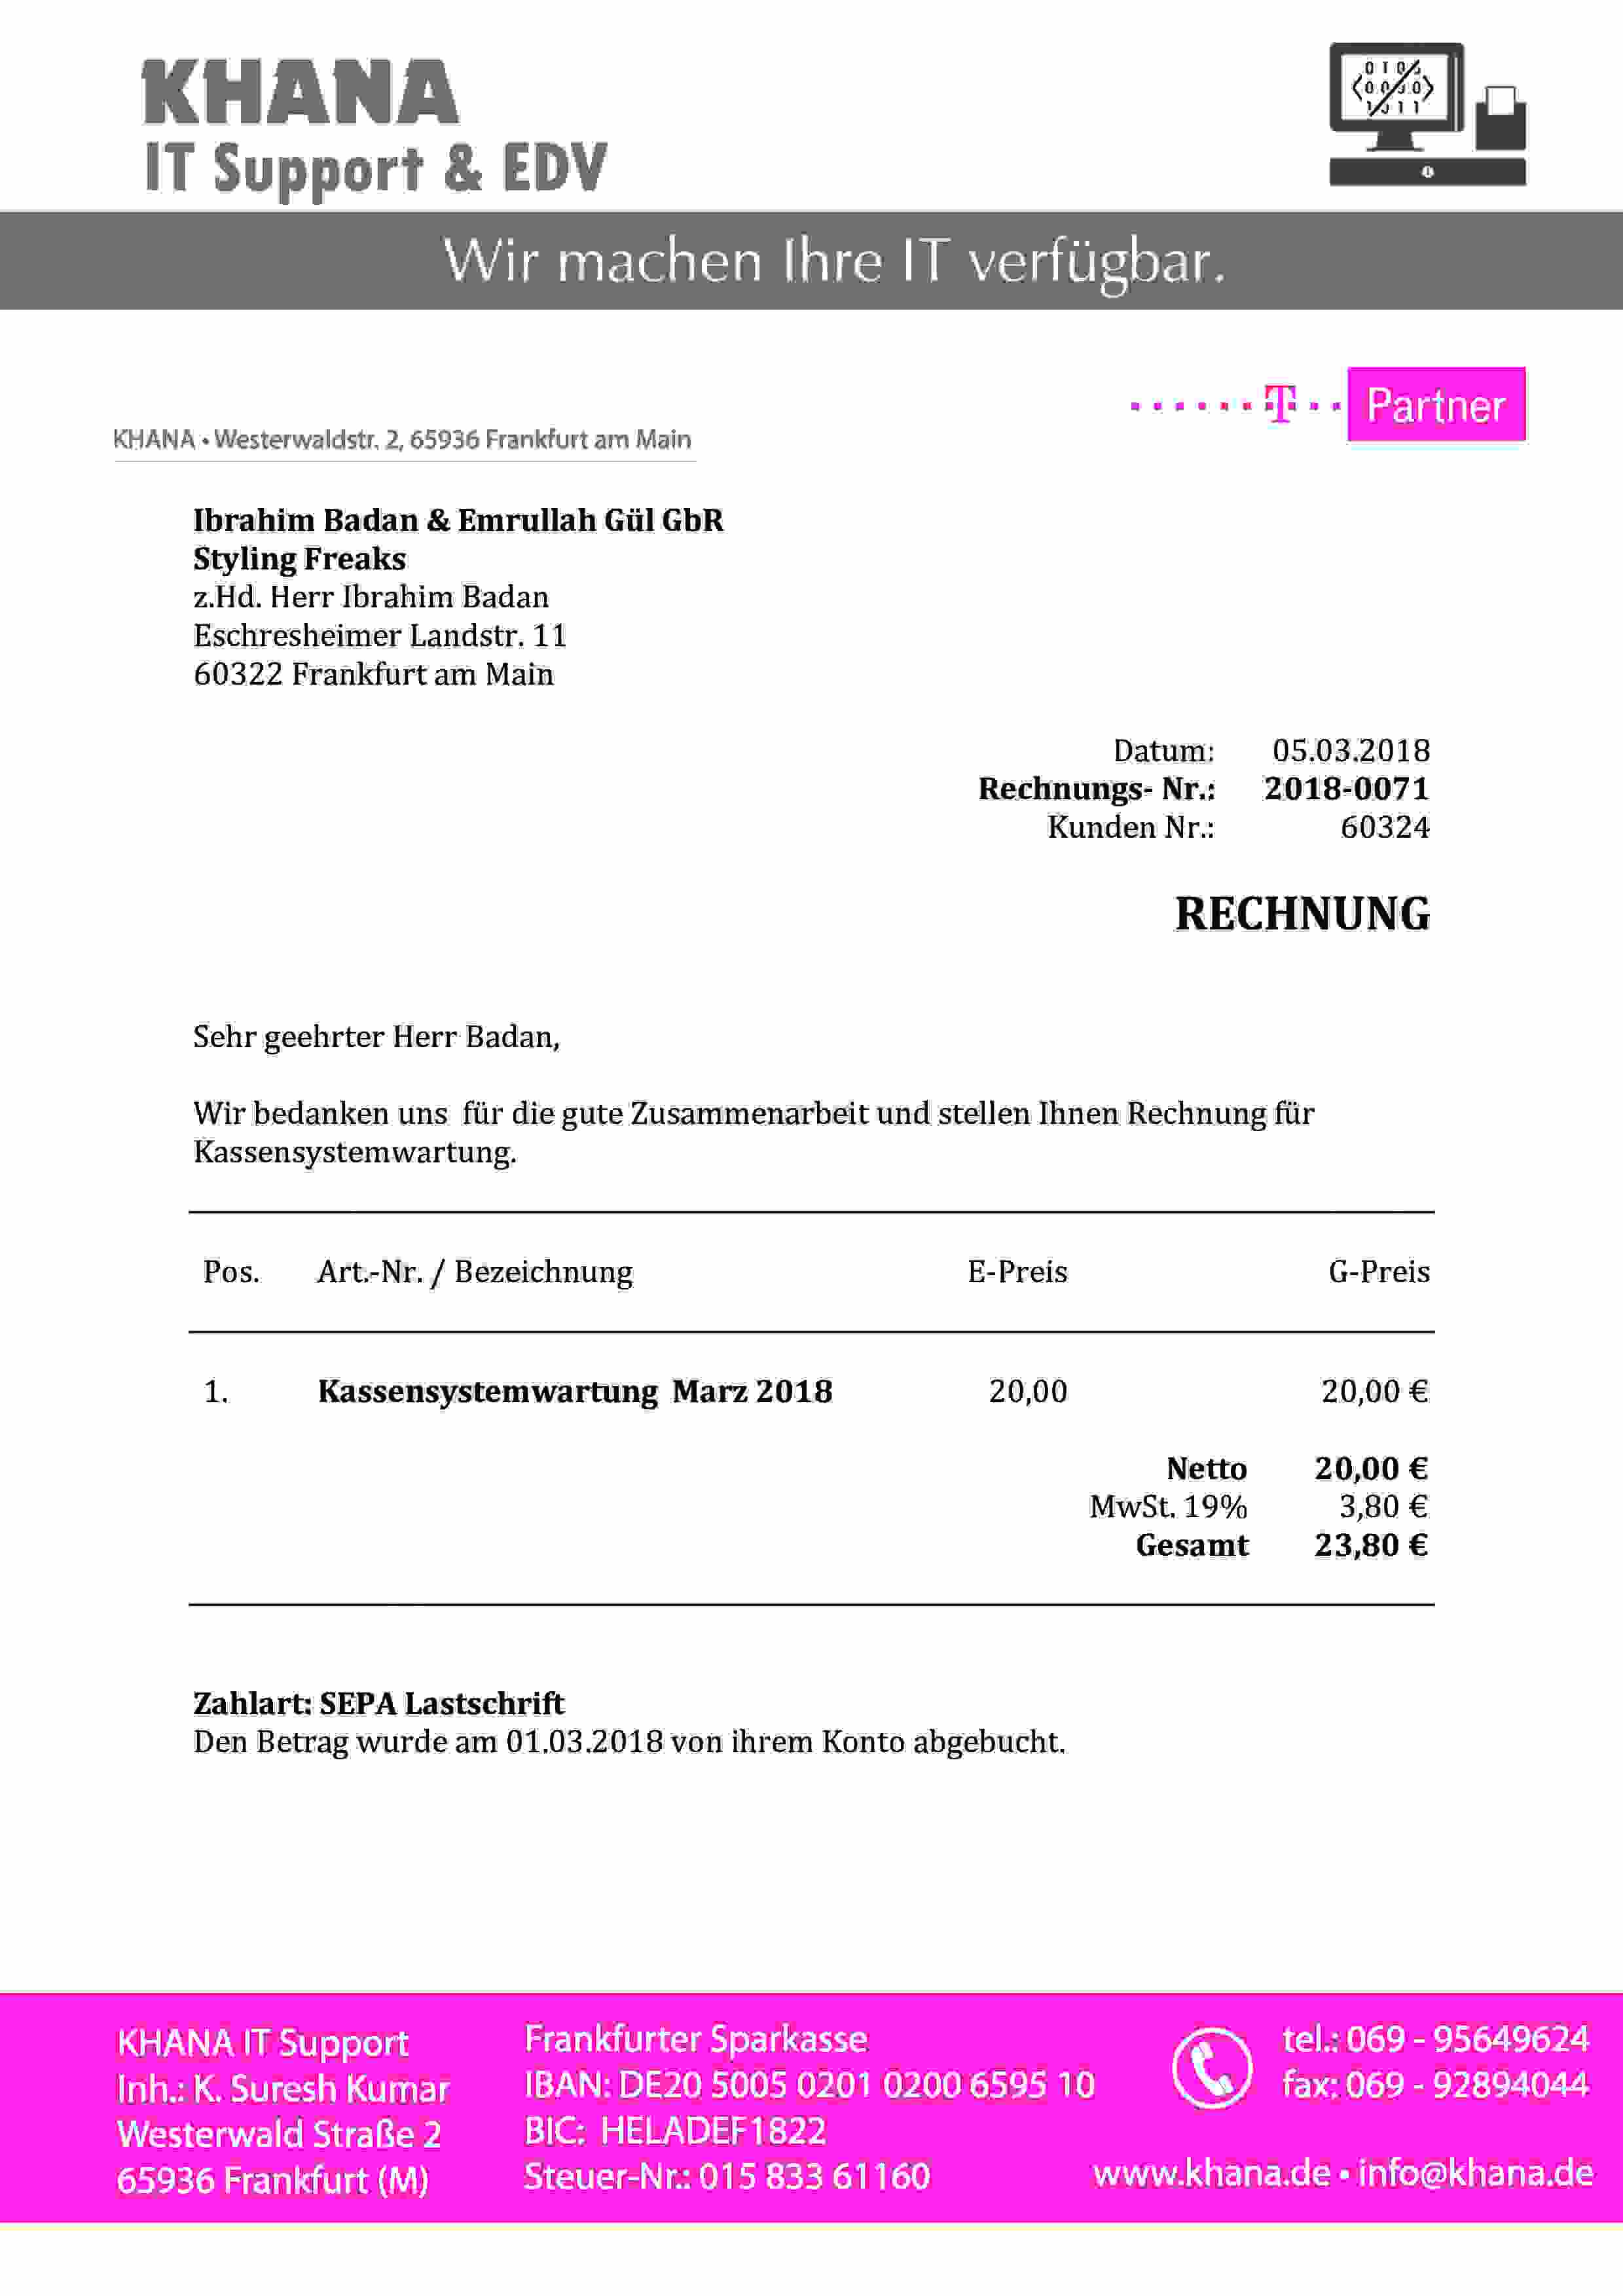 KHANA
IT Support & EDV
Wir machen Ihre IT verfügbar.
T Partner
KHANA • Westerwaldstr. 2, 65936 Frankfurt am Main
Ibrahim Badan & Emrullah Gül GbR
Styling Freaks
z.Hd. Herr Ibrahim Badan
Eschresheimer Landstr. 11
60322 Frankfurt am Main
Datum: 05.03.2018
Rechnungs- Nr.: 2018-0071
Kunden Nr.: 60324
RECHNUNG
Sehr geehrter Herr Badan,
Wir bedanken uns für die gute Zusammenarbeit und stellen Ihnen Rechnung für
Kassensystemwartung.
Pos. Art.-Nr. / Bezeichnung E-Preis G-Preis
1. Kassensystemwartung Marz 2018 20,00 20,00 €
Netto 20,00 €
MwSt. 19% 3,80 €
Gesamt 23,80 €
Zahlart: SEPA Lastschrift
Den Betrag wurde am 01.03.2018 von ihrem Konto abgebucht.
KHANA IT Support
Inh.: K. Suresh Kumar
Westerwald Straße 2
65936 Frankfurt (M)
Frankfurter Sparkasse
IBAN: DE20 5005 0201 0200 6595 10
BIC: HELADEF1822
Steuer-Nr.: 015 833 61160
tel.: 069 - 95649624
fax: 069 - 92894044
www.khana.de • info@khana.de